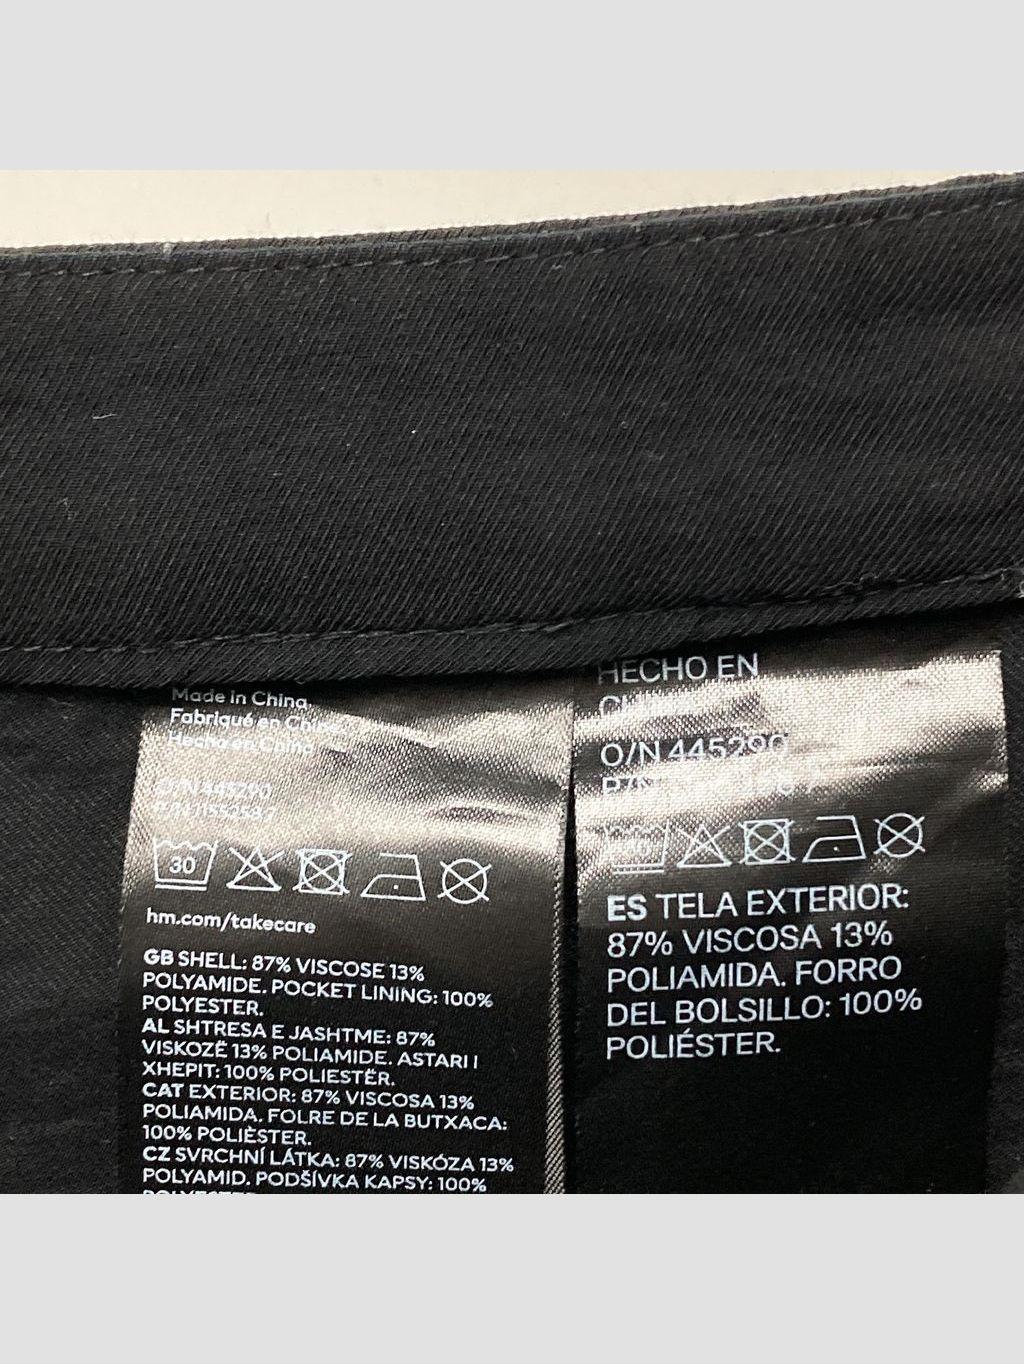 Made in China.
Fabriqué en Chine.
Hecho en China
O/N 445290
30
hm.com/takecare
GB SHELL: 87% VISCOSE 13%
POLYAMIDE. POCKET LINING: 100%
POLYESTER.
AL SHTRESA E JASHTME: 87%
VISKOZË 13% POLIAMIDE. ASTARI I
XHEPIT: 100% POLIESTËR.
CAT EXTERIOR: 87% VISCOSA 13%
POLIAMIDA. FOLRE DE LA BUTXACA:
100% POLIÈSTER.
CZ SVRCHNÍ LÁTKA: 87% VISKÓZA 13%
POLYAMID. PODŠÍVKA KAPSY: 100%
HECHO EN
O/N 445290
ES TELA EXTERIOR:
87% VISCOSA 13%
POLIAMIDA. FORRO
DEL BOLSILLO: 100%
POLIÉSTER.